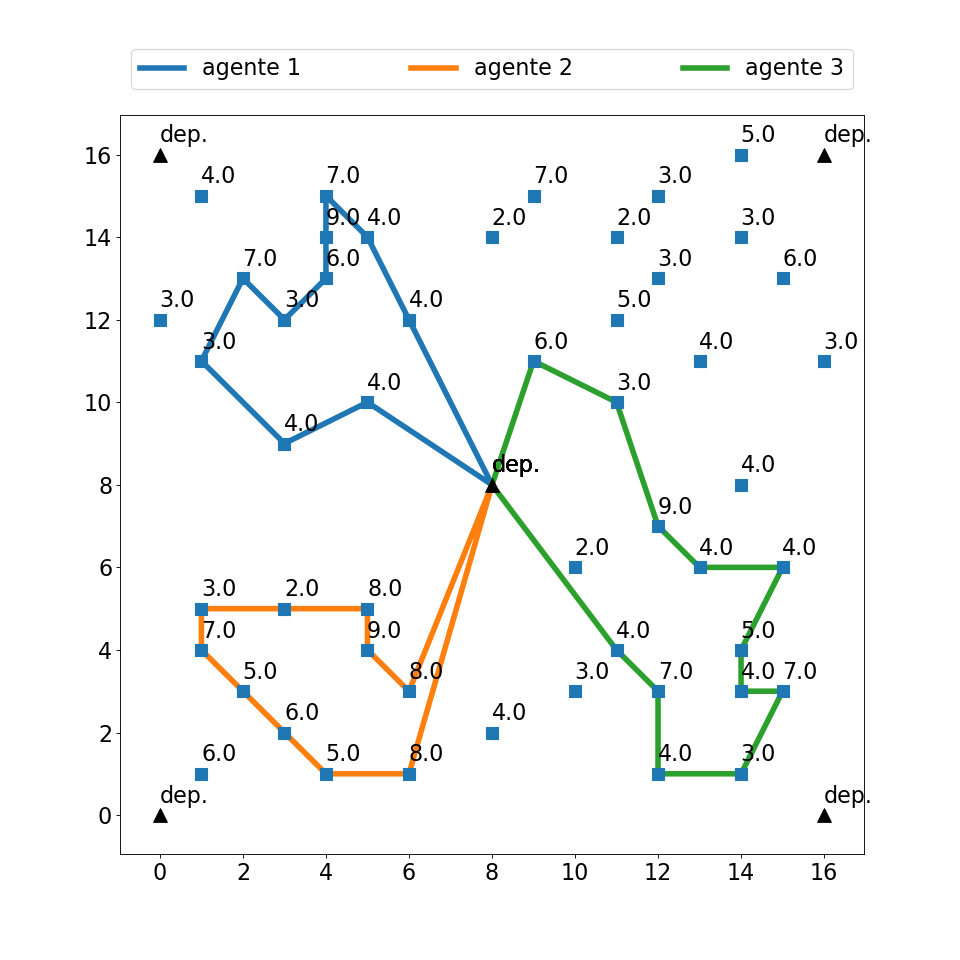 agente 1 agente 2 agente 3
dep. 5.0 dep.
16
4.0 7.0 7.0 3.0
9.0 4.0 2.0 2.0 3.0
14
7.0 6.0 3.0 6.0
3.0 3.0 4.0 5.0
12
3.0 6.0 4.0 3.0
4.0 3.0
10
4.0
dep. 4.0
8
9.0
2.0 4.0 4.0
6
3.0 2.0 8.0
7.0 9.0 4.0 5.0
4
5.0 8.0 3.0 7.0 4.0 7.0
6.0 4.0
2
6.0 5.0 8.0 4.0 3.0
dep. dep.
0
0 2 4 6 8 10 12 14 16